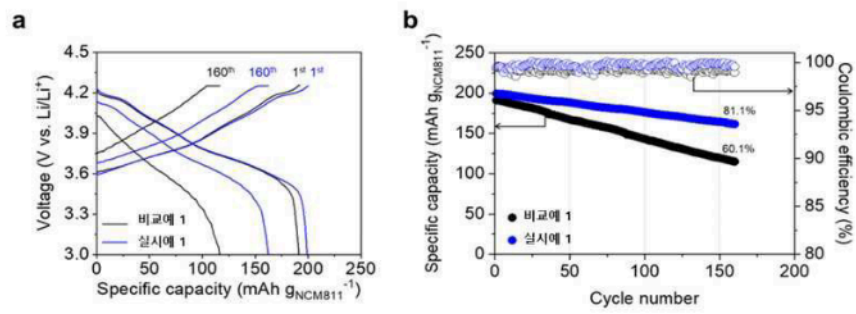 a
4.5
4.2
3.9
3.6
3.3
3.0
Voltage (V vs. Li/Li⁺)
160th 160th 1st 1st
비교예 1
실시예 1
0 50 100 150 200 250
Specific capacity (mAh gNCM811⁻¹)
b
250
200
150
100
50
0
Specific capacity (mAh gNCM811⁻¹)
81.1%
60.1%
비교예 1
실시예 1
100
95
90
85
80
Coulombic efficiency (%)
0 50 100 150 200
Cycle number